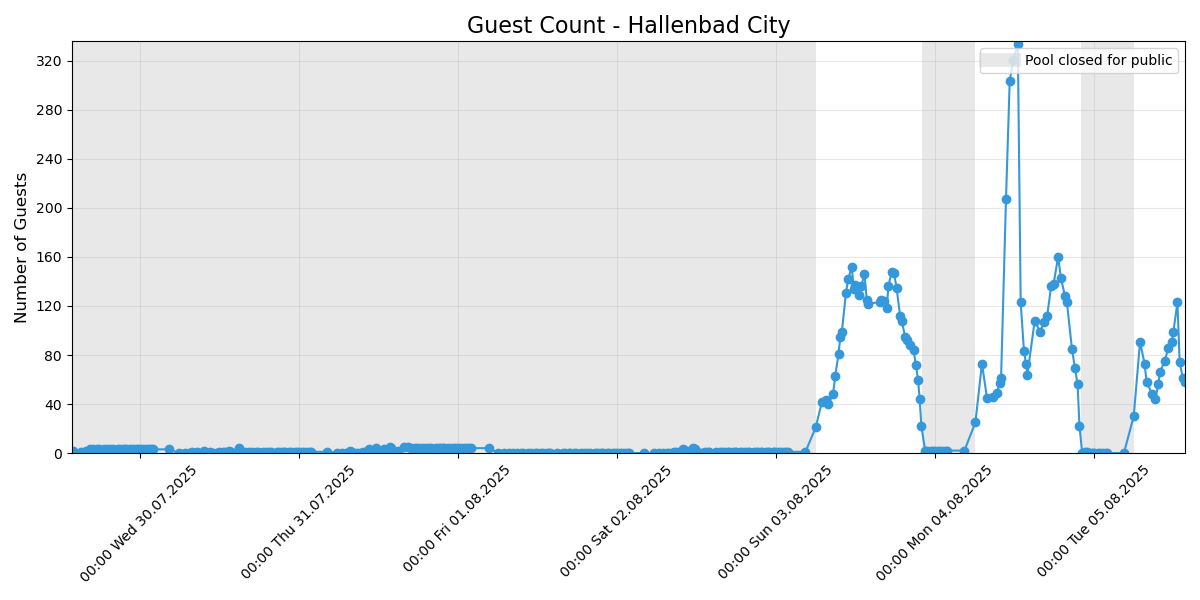 Guest Count - Hallenbad City
Pool closed for public
Number of Guests
320
280
240
200
160
120
80
40
0
00:00 Wed 30.07.2025
00:00 Thu 31.07.2025
00:00 Fri 01.08.2025
00:00 Sat 02.08.2025
00:00 Sun 03.08.2025
00:00 Mon 04.08.2025
00:00 Tue 05.08.2025